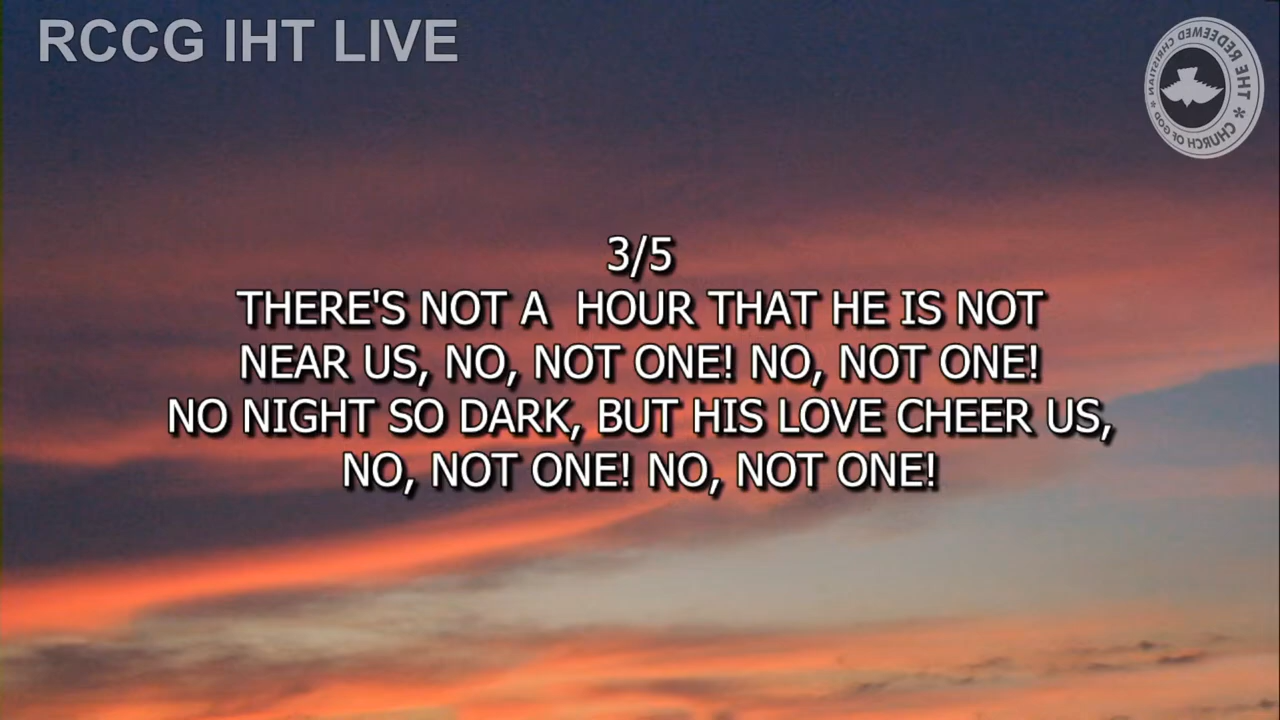 RCCG IHT LIVE
THE REDEEMED CHRISTIAN * CHURCH OF GOD *
3/5
THERE'S NOT A  HOUR THAT HE IS NOT
NEAR US, NO, NOT ONE! NO, NOT ONE!
NO NIGHT SO DARK, BUT HIS LOVE CHEER US,
NO, NOT ONE! NO, NOT ONE!